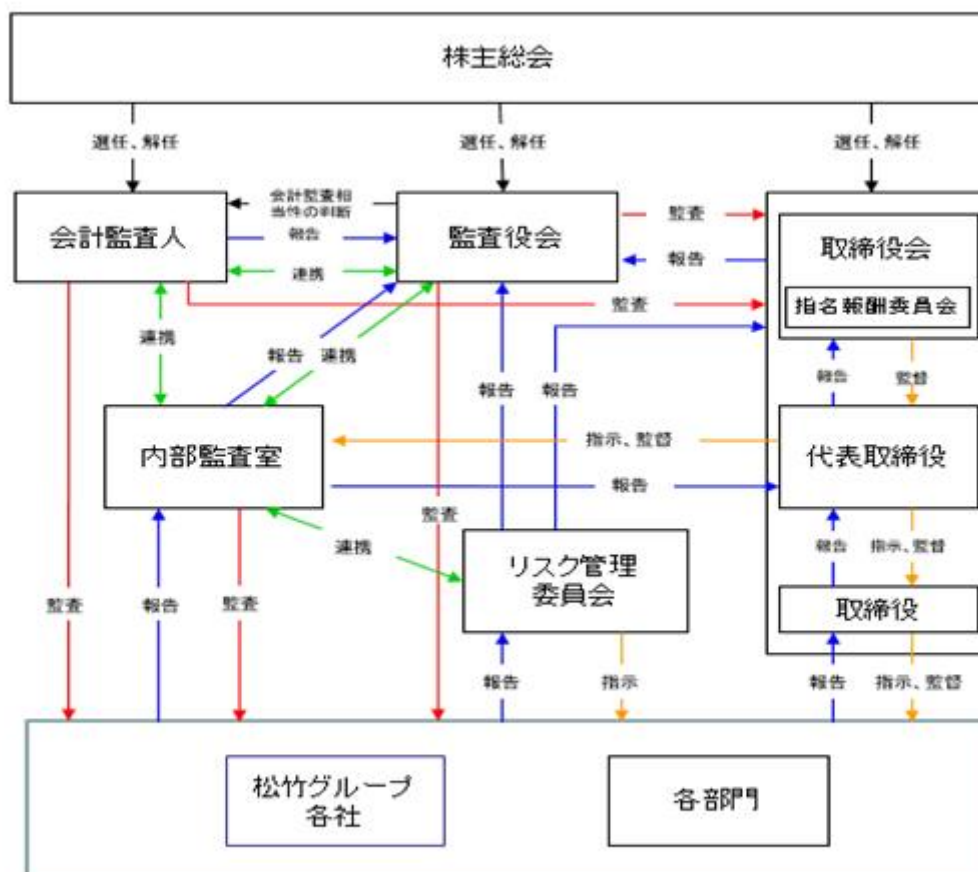 株主総会
選任、解任
選任、解任
選任、解任
会計監査人
会計監査相
当性の判断
報告
連携
監査役会
監査
報告
取締役会
指名報酬委員会
監査
連携
報告
連携
報告
報告
報告
監督
内部監査室
指示、監督
報告
代表取締役
監査
連携
リスク管理
委員会
報告
指示、監督
取締役
監査
報告
監査
報告
指示
報告
指示、監督
松竹グループ
各社
各部門